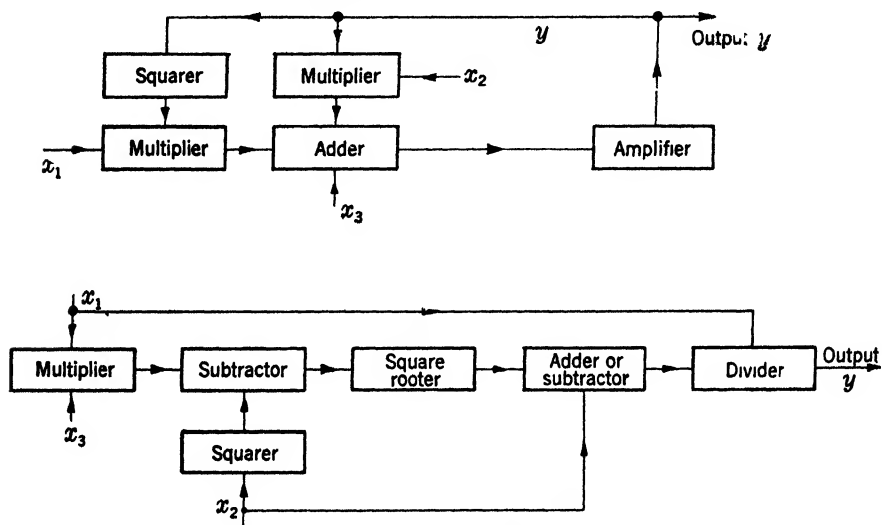 y
Output y
Squarer
Multiplier
x₂
x₁
Multiplier
Adder
Amplifier
x₃
x₁
Multiplier
Subtractor
Square
rooter
Adder or
subtractor
Divider
Output
y
x₃
Squarer
x₂